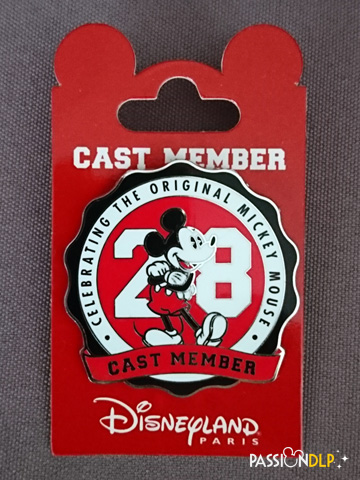 CAST MEMBER
• CELEBRATING THE ORIGINAL MICKEY MOUSE •
28
CAST MEMBER
Disneyland
PARIS
PASSIONDLP